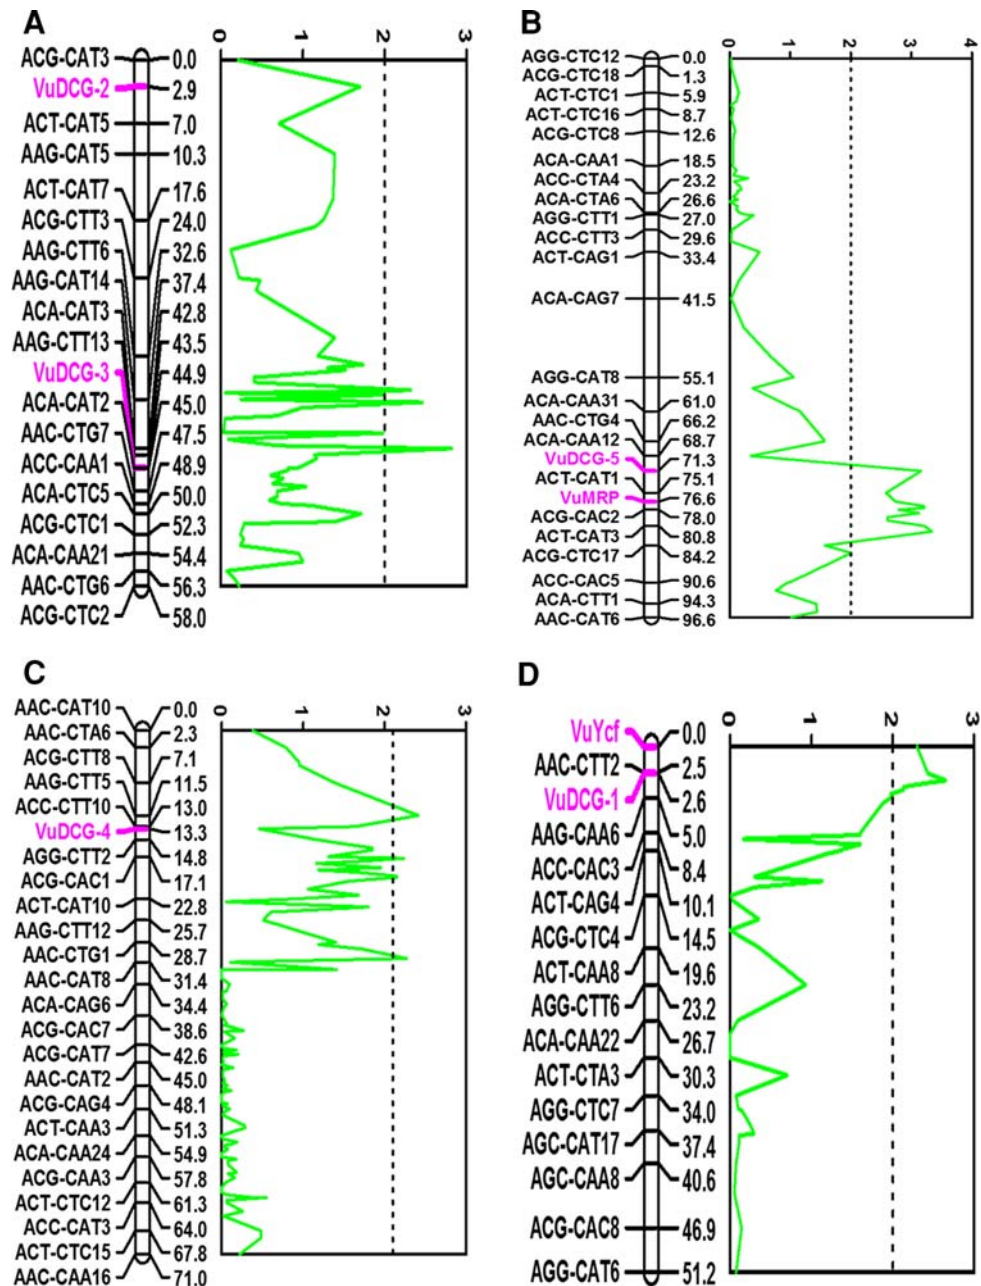 A
0 1 2 3
ACG-CAT3 0.0
VuDCG-2 2.9
ACT-CAT5 7.0
AAG-CAT5 10.3
ACT-CAT7 17.6
ACG-CTT3 24.0
AAG-CTT6 32.6
AAG-CAT14 37.4
ACA-CAT3 42.8
AAG-CTT13 43.5
VuDCG-3 44.9
ACA-CAT2 45.0
AAC-CTG7 47.5
ACC-CAA1 48.9
ACA-CTC5 50.0
ACG-CTC1 52.3
ACA-CAA21 54.4
AAC-CTG6 56.3
ACG-CTC2 58.0
B
0 1 2 3 4
AGG-CTC12 0.0
ACG-CTC18 1.3
ACT-CTC1 5.9
ACT-CTC16 8.7
ACG-CTC8 12.6
ACA-CAA1 18.5
ACC-CTA4 23.2
ACA-CTA6 26.6
AGG-CTT1 27.0
ACC-CTT3 29.6
ACT-CAG1 33.4
ACA-CAG7 41.5
AGG-CAT8 55.1
ACA-CAA31 61.0
AAC-CTG4 66.2
ACA-CAA12 68.7
VuDCG-5 71.3
ACT-CAT1 75.1
VuMRP 76.6
ACG-CAC2 78.0
ACT-CAT3 80.8
ACG-CTC17 84.2
ACC-CAC5 90.6
ACA-CTT1 94.3
AAC-CAT6 96.6
C
0 1 2 3
AAC-CAT10 0.0
AAC-CTA6 2.3
ACG-CTT8 7.1
AAG-CTT5 11.5
ACC-CTT10 13.0
VuDCG-4 13.3
AGG-CTT2 14.8
ACG-CAC1 17.1
ACT-CAT10 22.8
AAG-CTT12 25.7
AAC-CTG1 28.7
AAC-CAT8 31.4
ACA-CAG6 34.4
ACG-CAC7 38.6
ACG-CAT7 42.6
AAC-CAT2 45.0
ACG-CAG4 48.1
ACT-CAA3 51.3
ACA-CAA24 54.9
ACG-CAA3 57.8
ACT-CTC12 61.3
ACC-CAT3 64.0
ACT-CTC15 67.8
AAC-CAA16 71.0
D
0 1 2 3
VuYcf 0.0
AAC-CTT2 2.5
VuDCG-1 2.6
AAG-CAA6 5.0
ACC-CAC3 8.4
ACT-CAG4 10.1
ACG-CTC4 14.5
ACT-CAA8 19.6
AGG-CTT6 23.2
ACA-CAA22 26.7
ACT-CTA3 30.3
AGG-CTC7 34.0
AGC-CAT17 37.4
AGC-CAA8 40.6
ACG-CAC8 46.9
AGG-CAT6 51.2